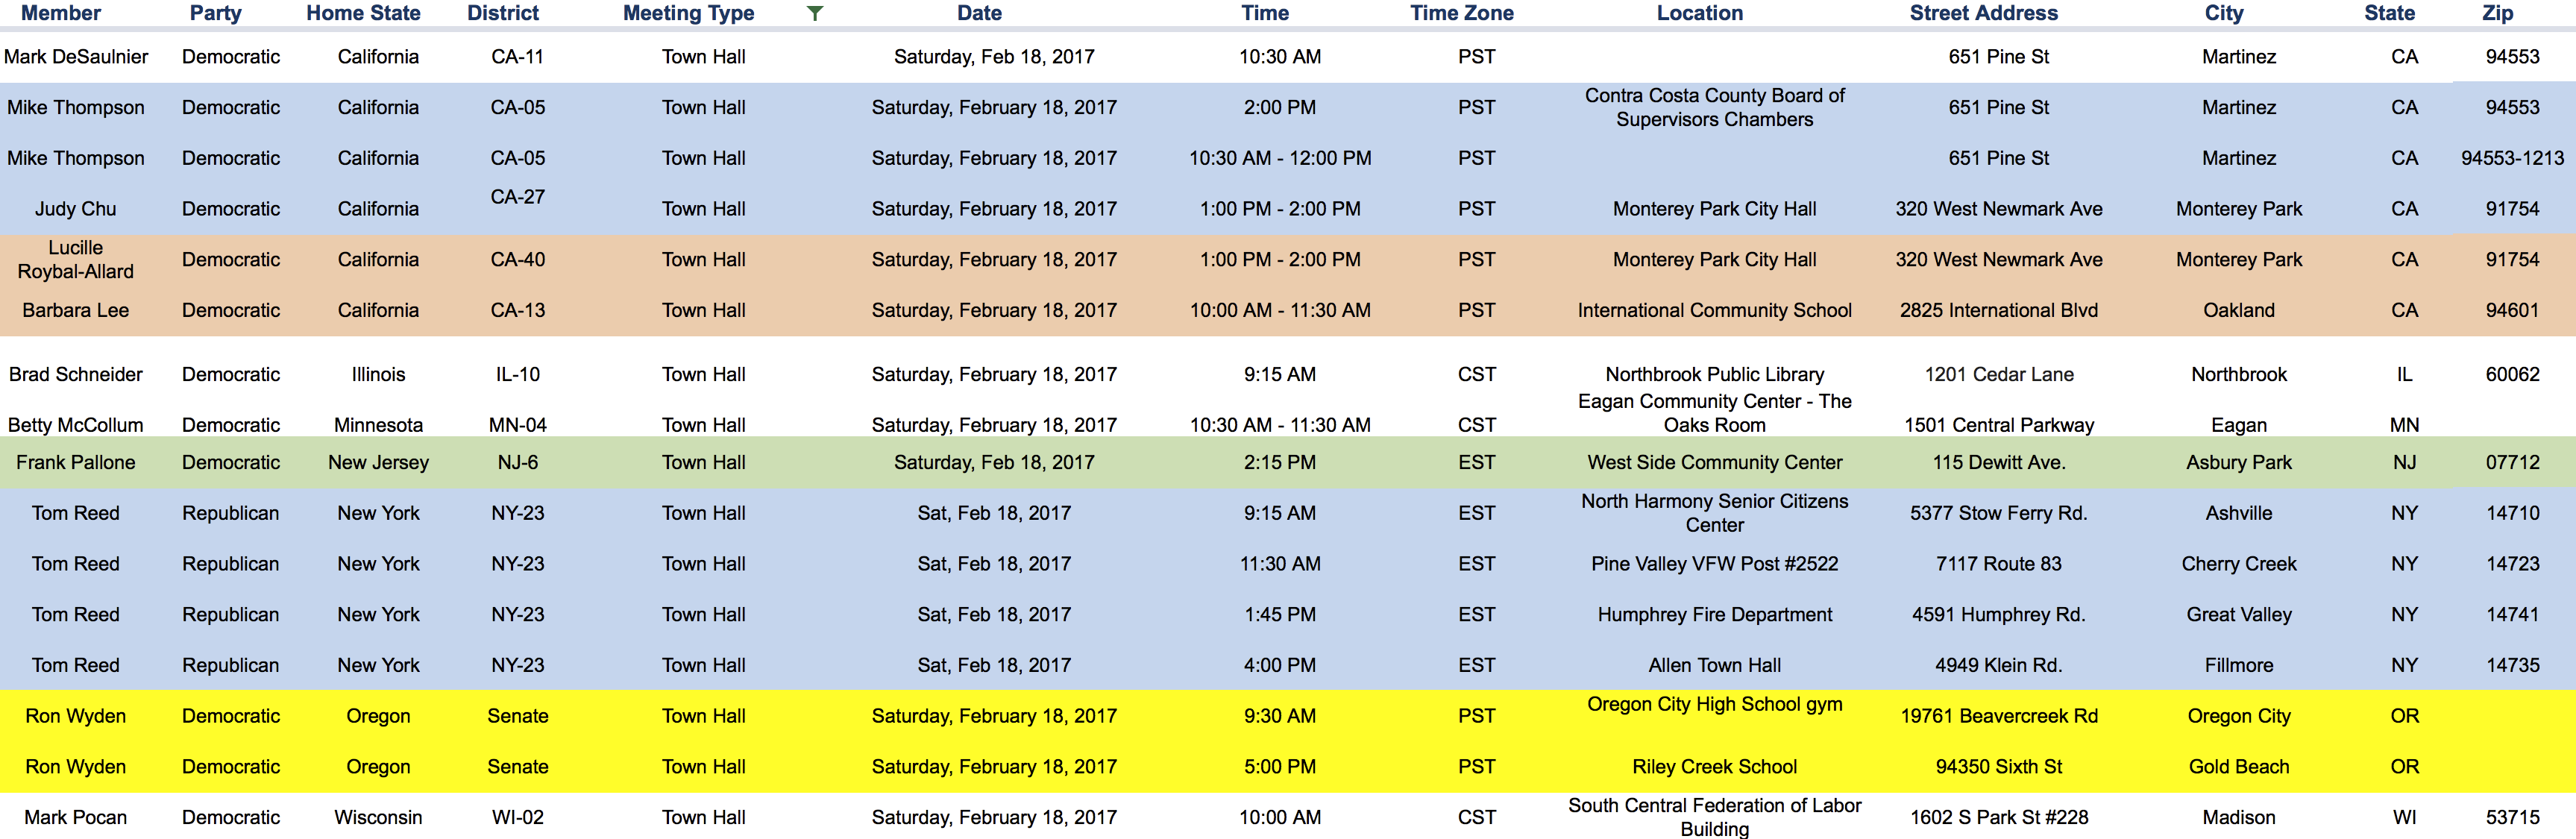 Member Party Home State District Meeting Type Date Time Time Zone Location Street Address City State Zip
Mark DeSaulnier Democratic California CA-11 Town Hall Saturday, Feb 18, 2017 10:30 AM PST 651 Pine St Martinez CA 94553
Mike Thompson Democratic California CA-05 Town Hall Saturday, February 18, 2017 2:00 PM PST Contra Costa County Board of
Supervisors Chambers 651 Pine St Martinez CA 94553
Mike Thompson Democratic California CA-05 Town Hall Saturday, February 18, 2017 10:30 AM - 12:00 PM PST 651 Pine St Martinez CA 94553-1213
Judy Chu Democratic California CA-27 Town Hall Saturday, February 18, 2017 1:00 PM - 2:00 PM PST Monterey Park City Hall 320 West Newmark Ave Monterey Park CA 91754
Lucille
Roybal-Allard Democratic California CA-40 Town Hall Saturday, February 18, 2017 1:00 PM - 2:00 PM PST Monterey Park City Hall 320 West Newmark Ave Monterey Park CA 91754
Barbara Lee Democratic California CA-13 Town Hall Saturday, February 18, 2017 10:00 AM - 11:30 AM PST International Community School 2825 International Blvd Oakland CA 94601
Brad Schneider Democratic Illinois IL-10 Town Hall Saturday, February 18, 2017 9:15 AM CST Northbrook Public Library 1201 Cedar Lane Northbrook IL 60062
Betty McCollum Democratic Minnesota MN-04 Town Hall Saturday, February 18, 2017 10:30 AM - 11:30 AM CST Eagan Community Center - The
Oaks Room 1501 Central Parkway Eagan MN
Frank Pallone Democratic New Jersey NJ-6 Town Hall Saturday, Feb 18, 2017 2:15 PM EST West Side Community Center 115 Dewitt Ave. Asbury Park NJ 07712
Tom Reed Republican New York NY-23 Town Hall Sat, Feb 18, 2017 9:15 AM EST North Harmony Senior Citizens
Center 5377 Stow Ferry Rd. Ashville NY 14710
Tom Reed Republican New York NY-23 Town Hall Sat, Feb 18, 2017 11:30 AM EST Pine Valley VFW Post #2522 7117 Route 83 Cherry Creek NY 14723
Tom Reed Republican New York NY-23 Town Hall Sat, Feb 18, 2017 1:45 PM EST Humphrey Fire Department 4591 Humphrey Rd. Great Valley NY 14741
Tom Reed Republican New York NY-23 Town Hall Sat, Feb 18, 2017 4:00 PM EST Allen Town Hall 4949 Klein Rd. Fillmore NY 14735
Ron Wyden Democratic Oregon Senate Town Hall Saturday, February 18, 2017 9:30 AM PST Oregon City High School gym 19761 Beavercreek Rd Oregon City OR
Ron Wyden Democratic Oregon Senate Town Hall Saturday, February 18, 2017 5:00 PM PST Riley Creek School 94350 Sixth St Gold Beach OR
Mark Pocan Democratic Wisconsin WI-02 Town Hall Saturday, February 18, 2017 10:00 AM CST South Central Federation of Labor
Building 1602 S Park St #228 Madison WI 53715